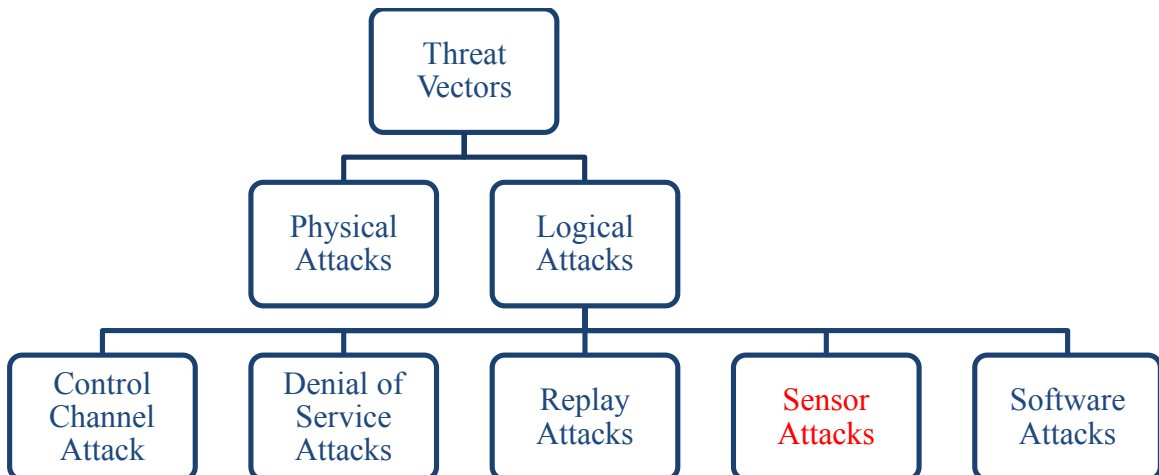 Threat
Vectors
Physical
Attacks
Logical
Attacks
Control
Channel
Attack
Denial of
Service
Attacks
Replay
Attacks
Sensor
Attacks
Software
Attacks